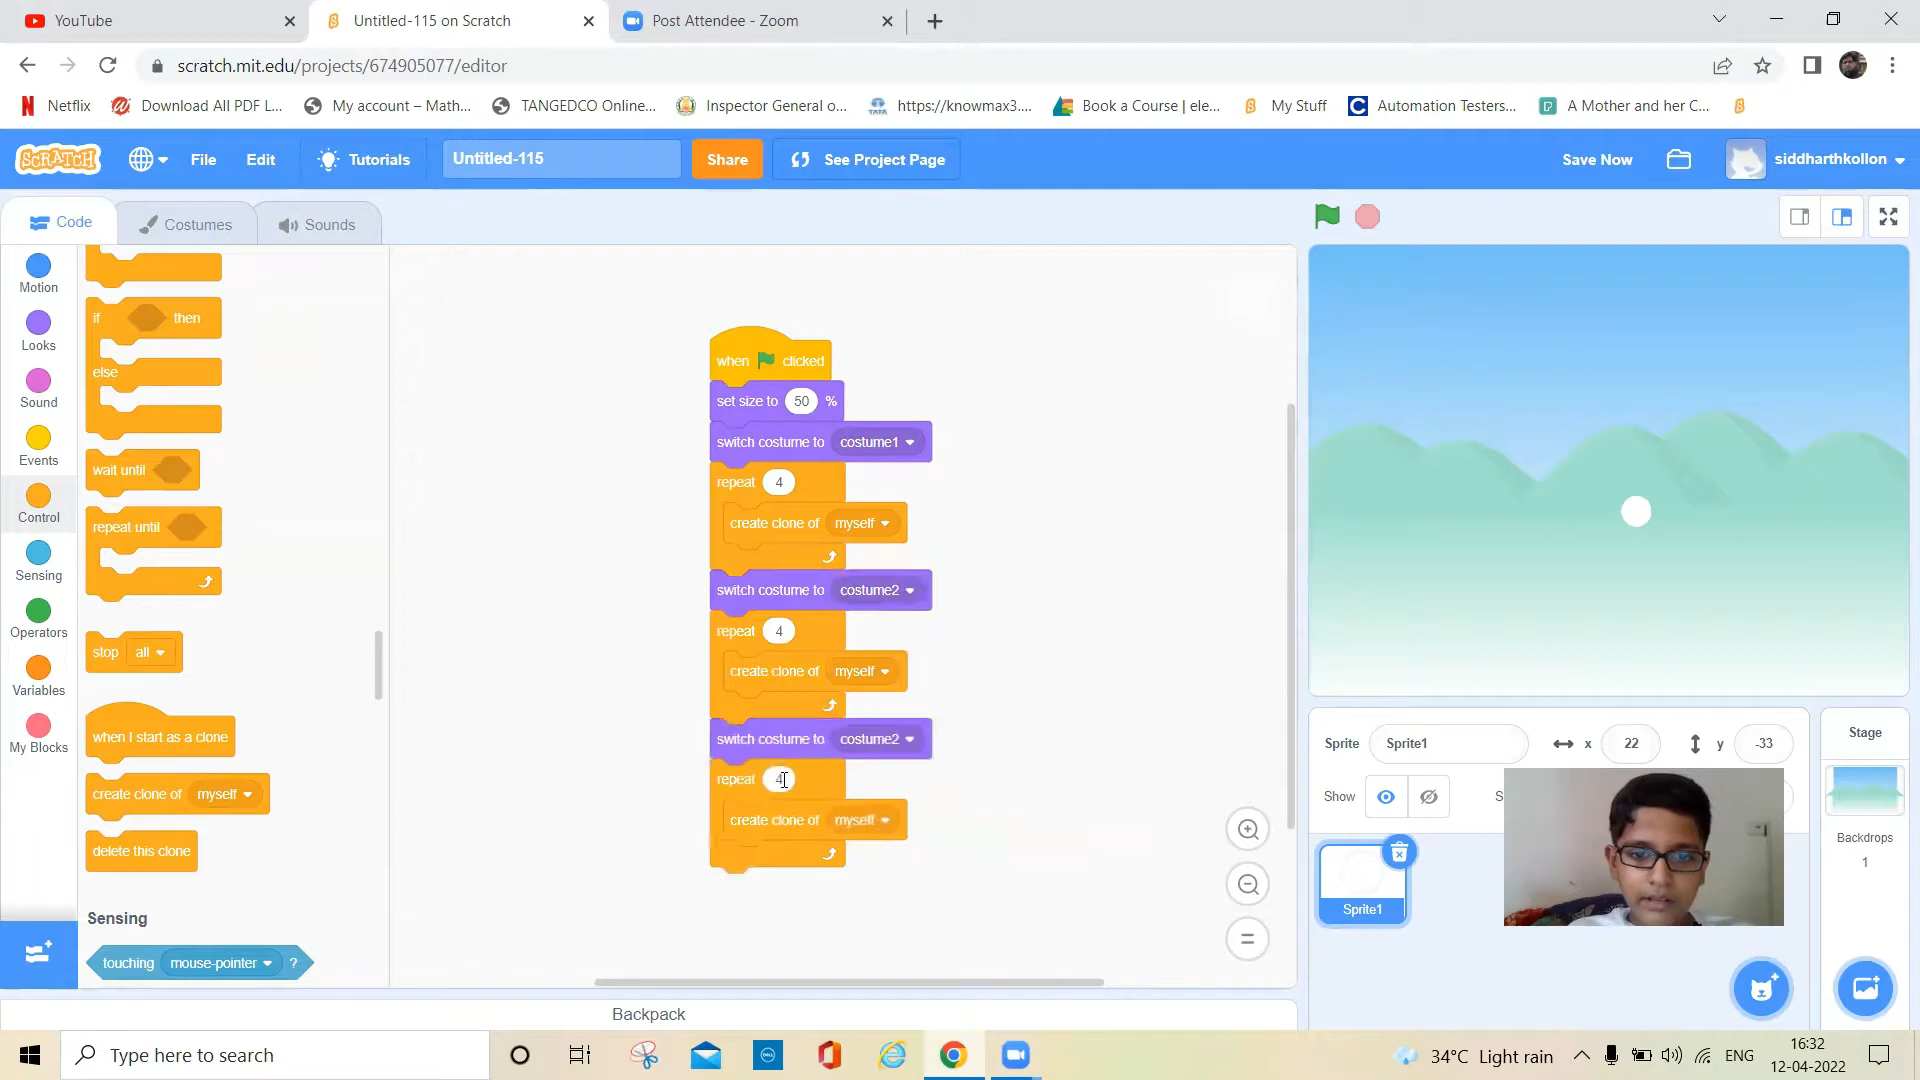 YouTube
Untitled-115 on Scratch
Post Attendee - Zoom
scratch.mit.edu/projects/674905077/editor
Netflix
Download All PDF L...
My account – Math...
TANGEDCO Online...
Inspector General o...
https://knowmax3....
Book a Course | ele...
My Stuff
Automation Testers...
A Mother and her C...
SCRATCH
File
Edit
Tutorials
Untitled-115
Share
See Project Page
Save Now
siddharthkollon
Code
Costumes
Sounds
Motion
Looks
Sound
Events
Control
Sensing
Operators
Variables
My Blocks
if then
else
wait until
repeat until
stop all
when I start as a clone
create clone of myself
delete this clone
Sensing
touching mouse-pointer ?
when clicked
set size to 50 %
switch costume to costume1
repeat 4
create clone of myself
switch costume to costume2
repeat 4
create clone of myself
switch costume to costume2
repeat 4
create clone of myself
Backpack
Sprite
Sprite1
x 22
y -33
Show
S
Sprite1
Stage
Backdrops
1
Type here to search
34°C Light rain
ENG
16:32
12-04-2022